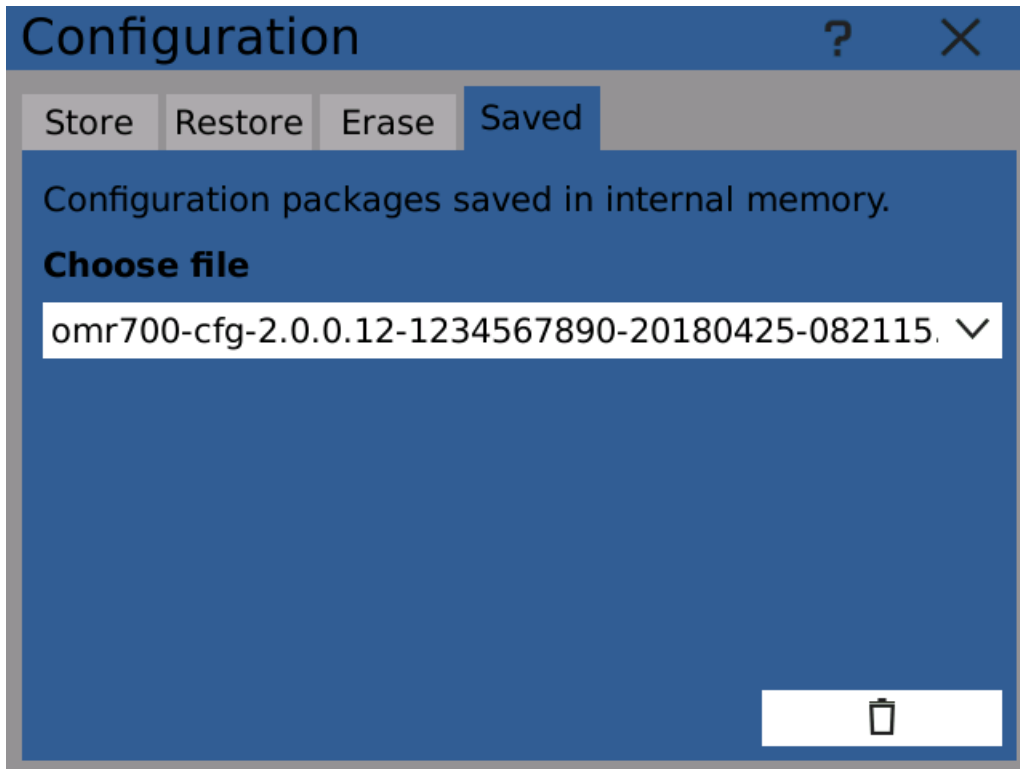 Configuration ?
Store Restore Erase Saved
Configuration packages saved in internal memory.
Choose file
omr700-cfg-2.0.0.12-1234567890-20180425-082115.